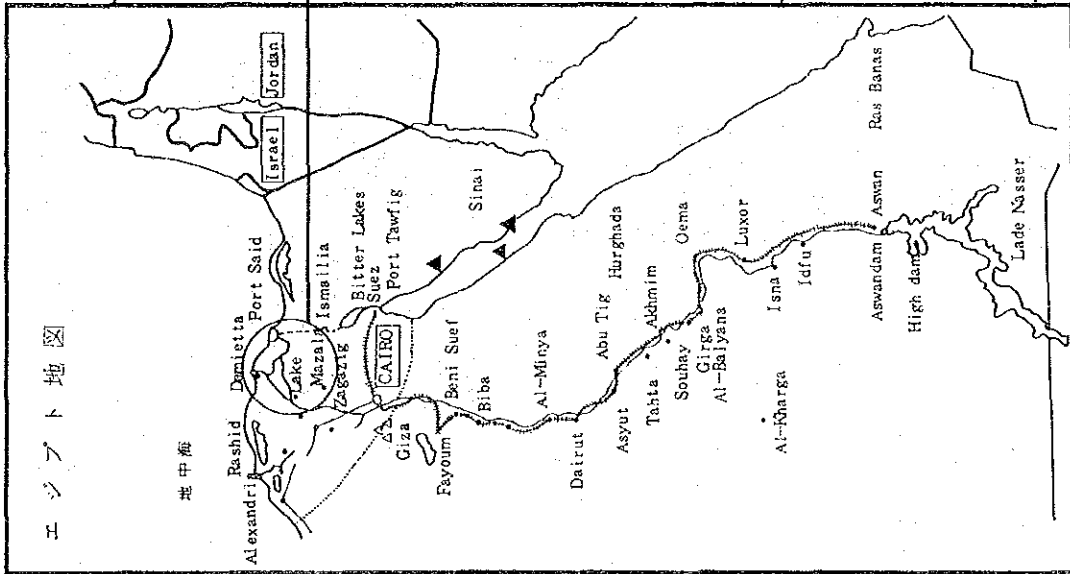 エジプト地図
地中海
Jordan
Israel
Port Said
Damietta
Rashid
Alexandria
Lake
Mazala
Ismallia
Zagazig
Bitter Lakes
Suez
Port Tawfig
CAIRO
Giza
Sinai
Fayoum
Beni Suef
Biba
Al-Minya
Dairut
Hurghada
Abu Tig
Asyut
Akhmim
Tahta
Souhay
Girga
Al-Balyana
Oema
Luxor
Al-Kharga
Isna
Idfu
Ras Banas
Aswan
Aswandam
High dam
Lade Nasser